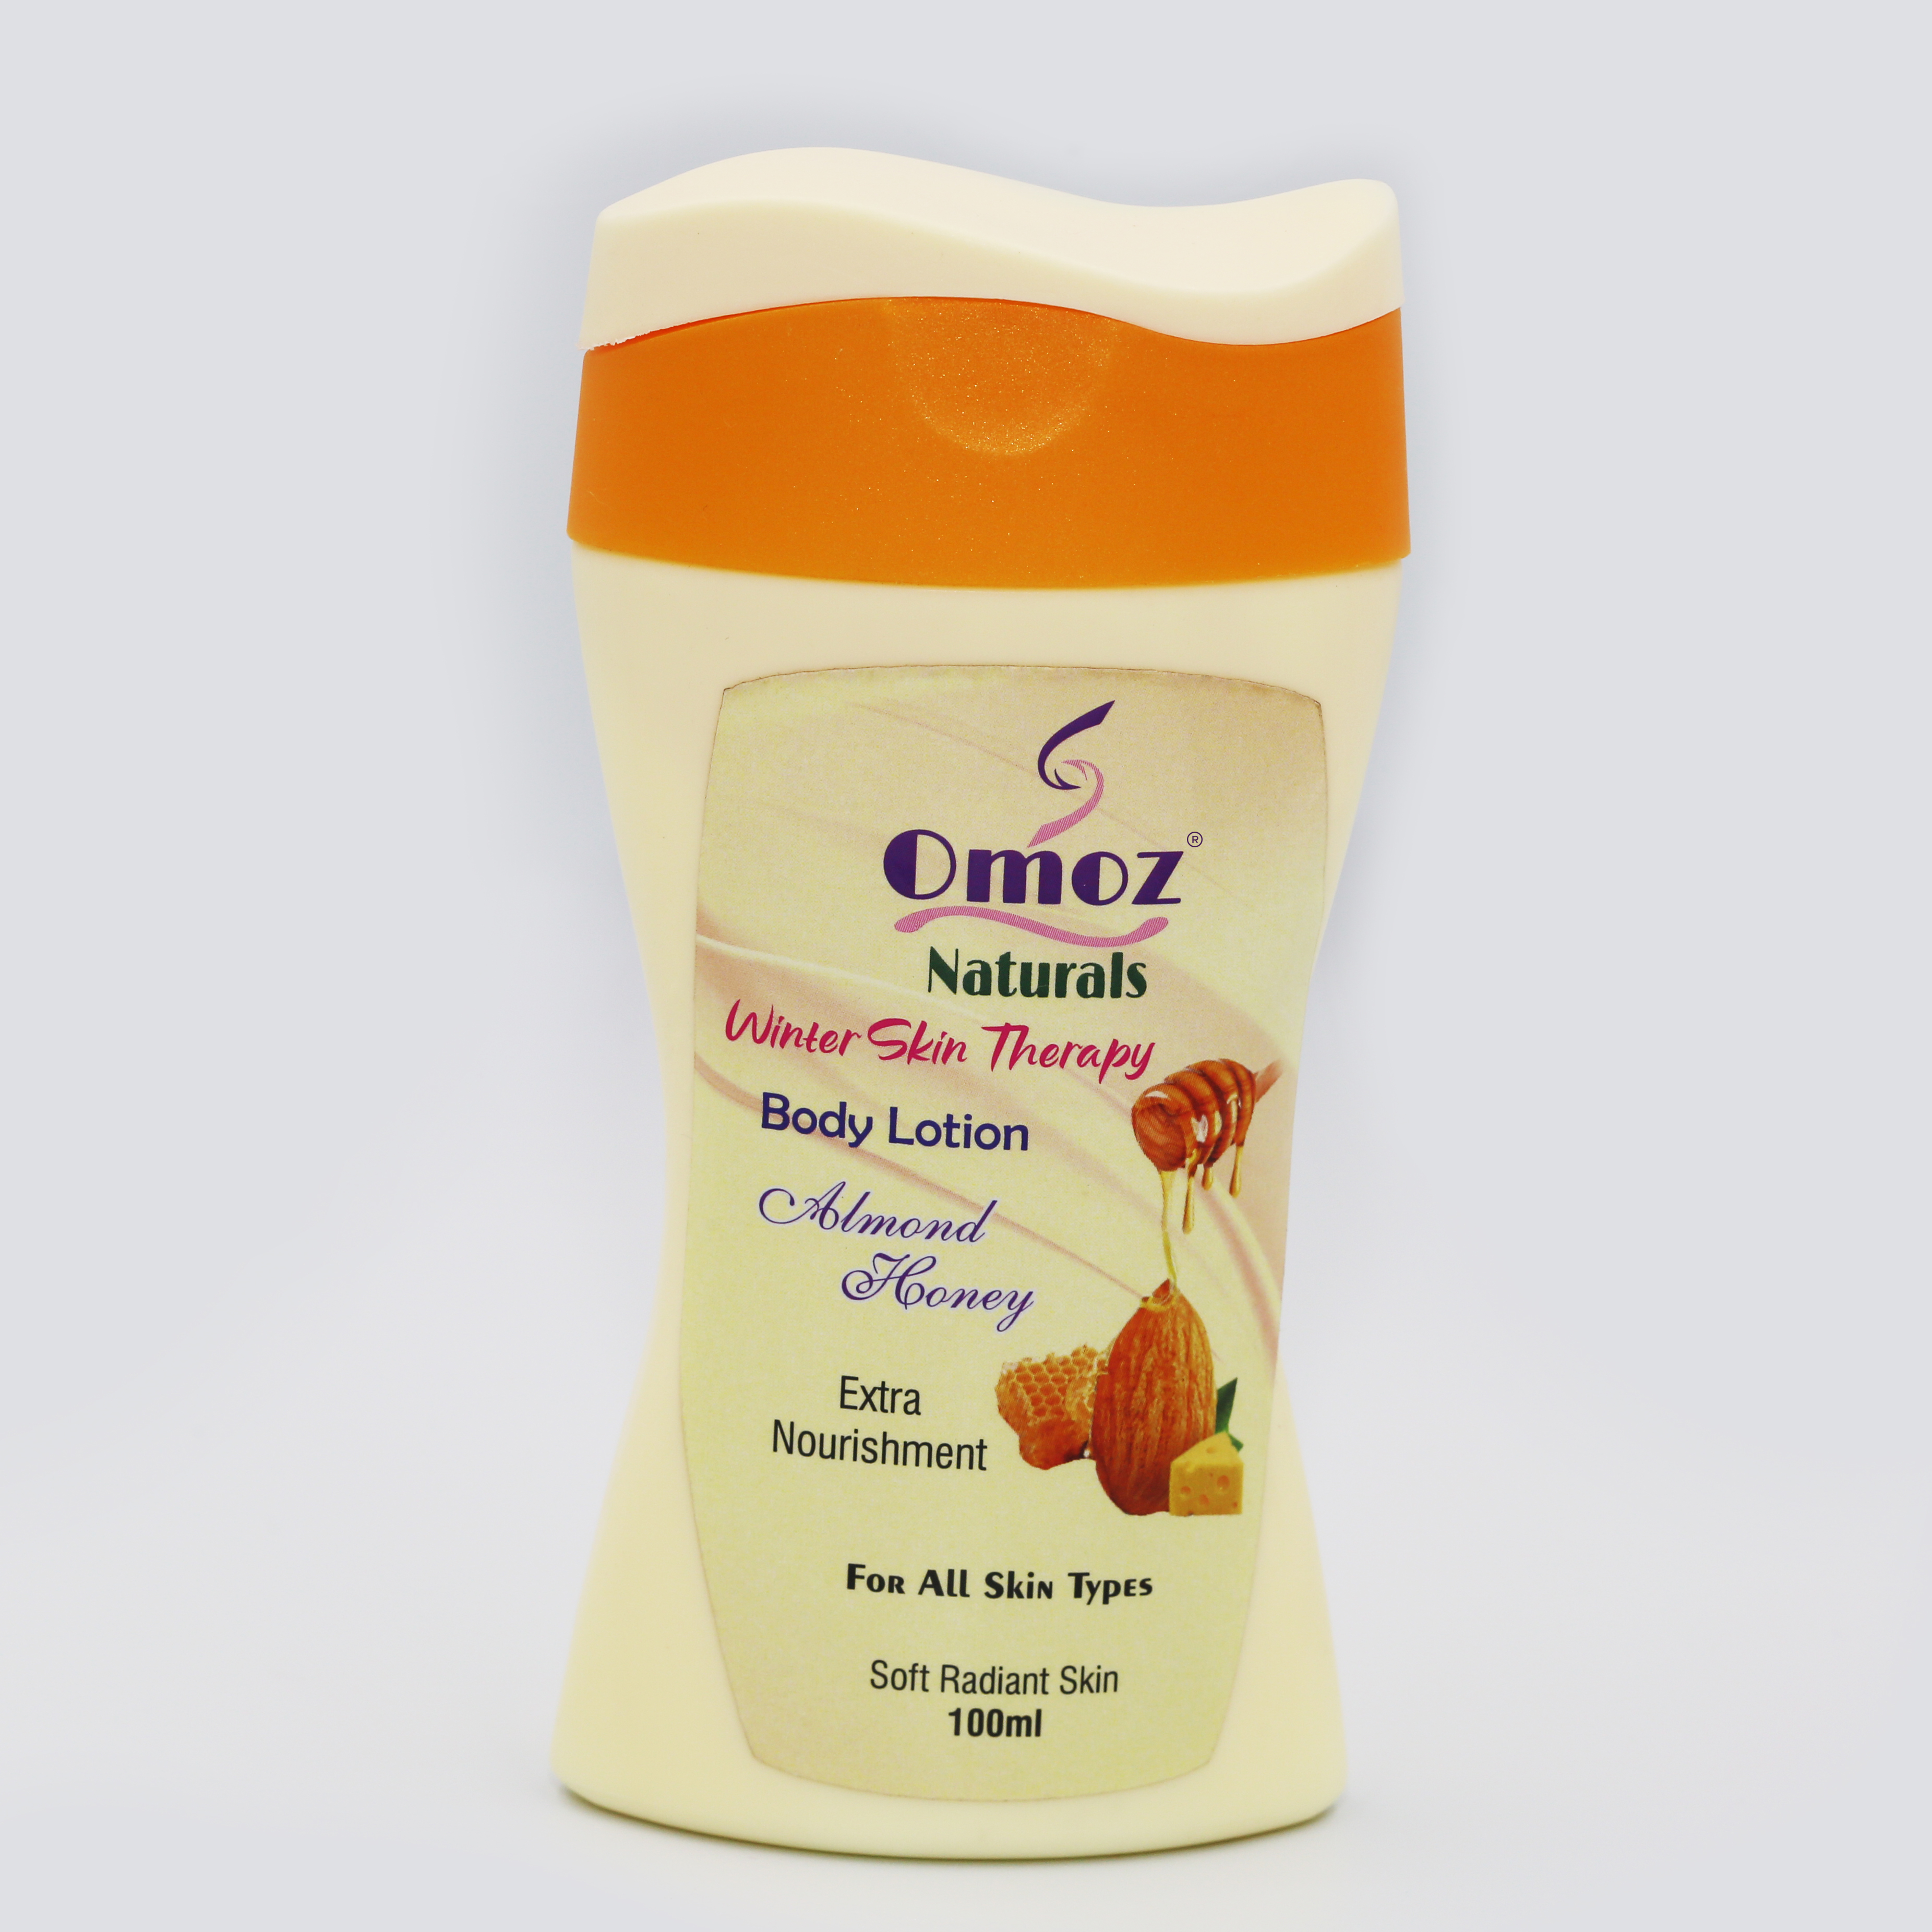 Omoz®
Naturals
Winter Skin Therapy
Body Lotion
Almond
Honey
Extra
Nourishment
For All Skin Types
Soft Radiant Skin
100ml